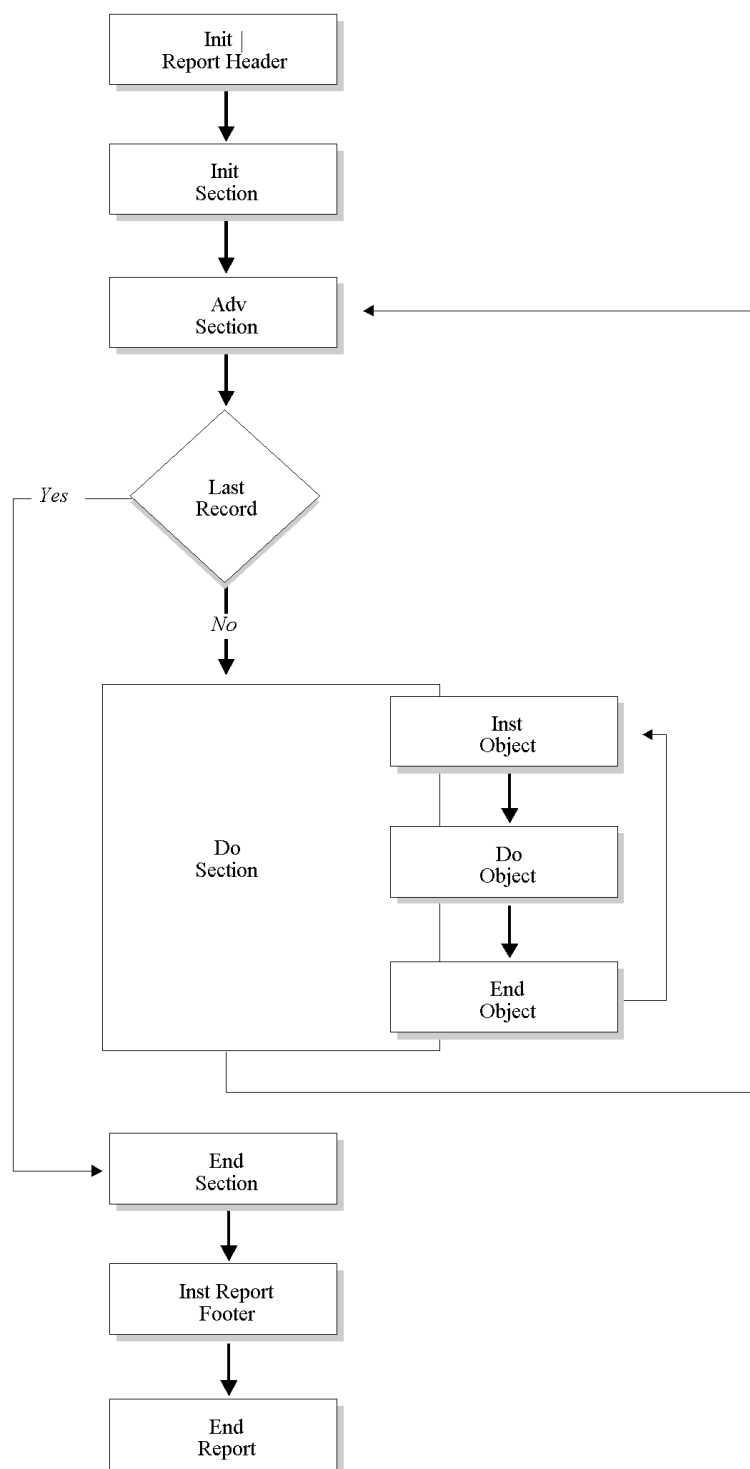 Init |
Report Header
Init
Section
Adv
Section
Last
Record
Yes
No
Inst
Object
Do
Section
Do
Object
End
Object
End
Section
Inst Report
Footer
End
Report